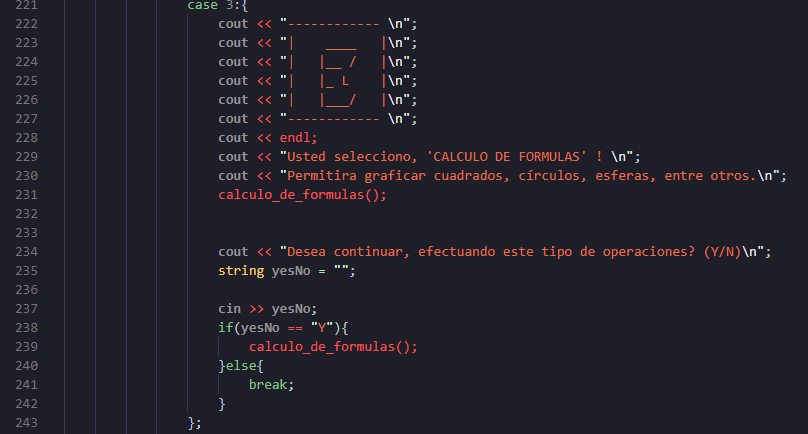 221 case 3:{
222 cout << "------------ \n";
223 cout << "|    ____   |\n";
224 cout << "|   |__ /   |\n";
225 cout << "|   |_ L    |\n";
226 cout << "|   |___/   |\n";
227 cout << "------------ \n";
228 cout << endl;
229 cout << "Usted selecciono, 'CALCULO DE FORMULAS' ! \n";
230 cout << "Permitira graficar cuadrados, círculos, esferas, entre otros.\n";
231 calculo_de_formulas();
232
233
234 cout << "Desea continuar, efectuando este tipo de operaciones? (Y/N)\n";
235 string yesNo = "";
236
237 cin >> yesNo;
238 if(yesNo == "Y"){
239 calculo_de_formulas();
240 }else{
241 break;
242 }
243 };